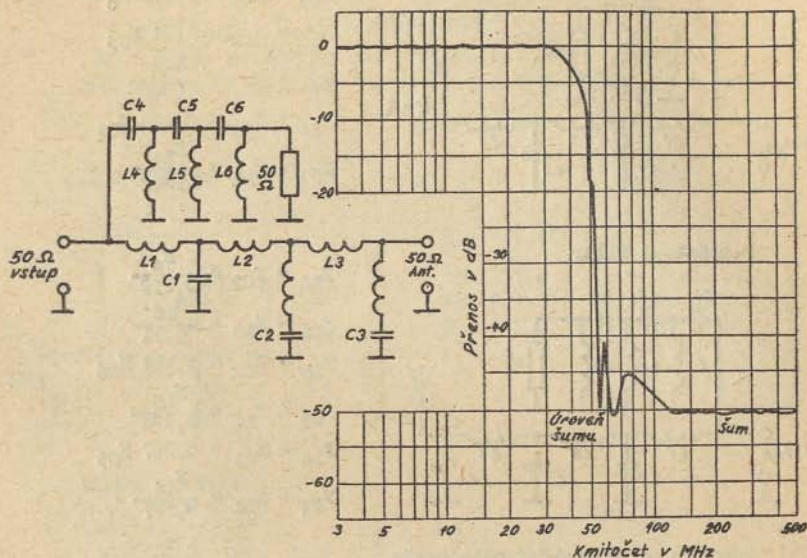 C4 C5 C6
L4 L5 L6 50 Ω
50 Ω vstup
L1 L2 L3
50 Ω Ant.
C1
C2 C3
Přenos v dB
0
-10
-20
-30
-40
-50
-60
Úroveň šumu
šum
3 5 10 20 30 50 100 200 500
Kmitočet v MHz